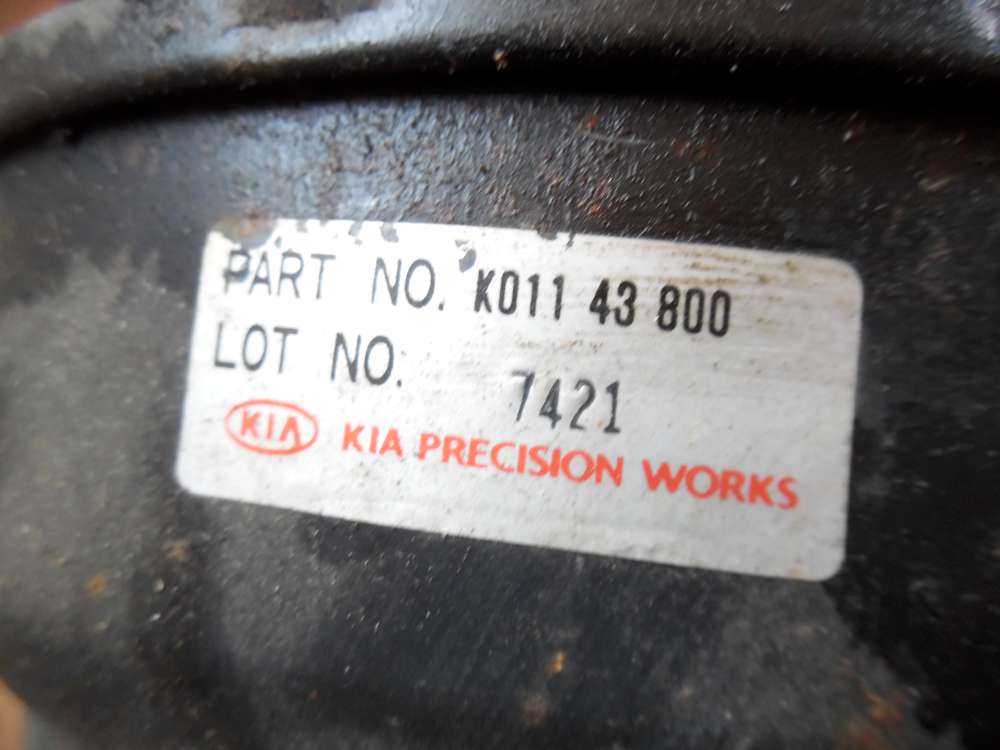 PART NO. K011 43 800
LOT NO. 7421
KIA KIA PRECISION WORKS